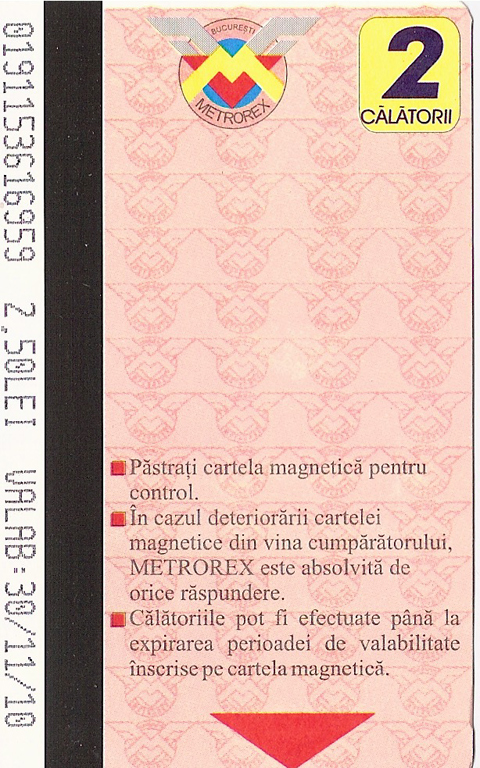 BUCUREȘTI
METROREX
2
CĂLĂTORII
0191153616959 2,50LEI VALAB:30/11/10
Păstrați cartela magnetică pentru
control.
În cazul deteriorării cartelei
magnetice din vina cumpărătorului,
METROREX este absolvită de
orice răspundere.
Călătoriile pot fi efectuate până la
expirarea perioadei de valabilitate
înscrise pe cartela magnetică.